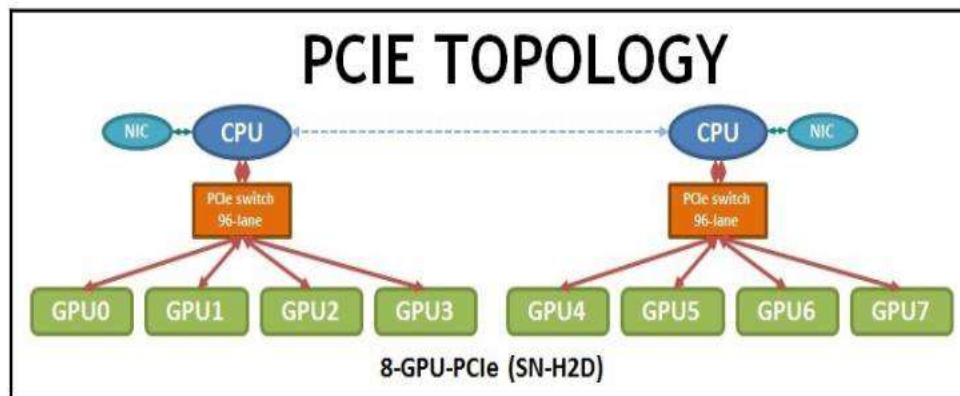 PCIE TOPOLOGY
NIC CPU CPU NIC
PCIe switch PCIe switch
96-lane 96-lane
GPU0 GPU1 GPU2 GPU3 GPU4 GPU5 GPU6 GPU7
8-GPU-PCIe (SN-H2D)